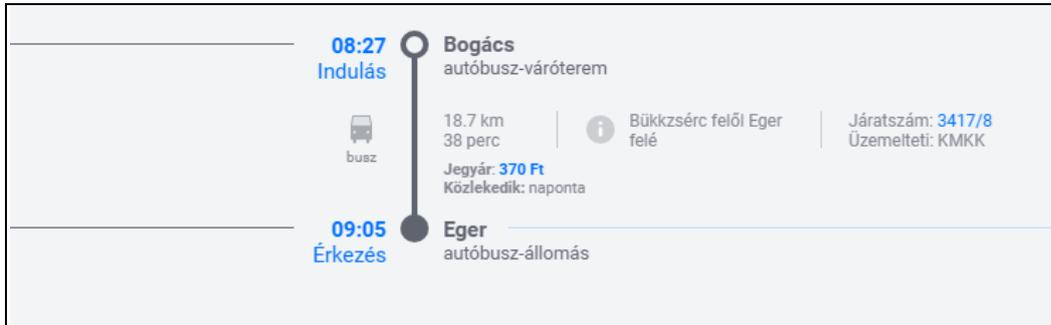 08:27 Bogács
Indulás autóbusz-váróterem
18.7 km Bükkzsérc felől Eger Járatszám: 3417/8
38 perc felé Üzemelteti: KMKK
busz
Jegyár: 370 Ft
Közlekedik: naponta
09:05 Eger
Érkezés autóbusz-állomás